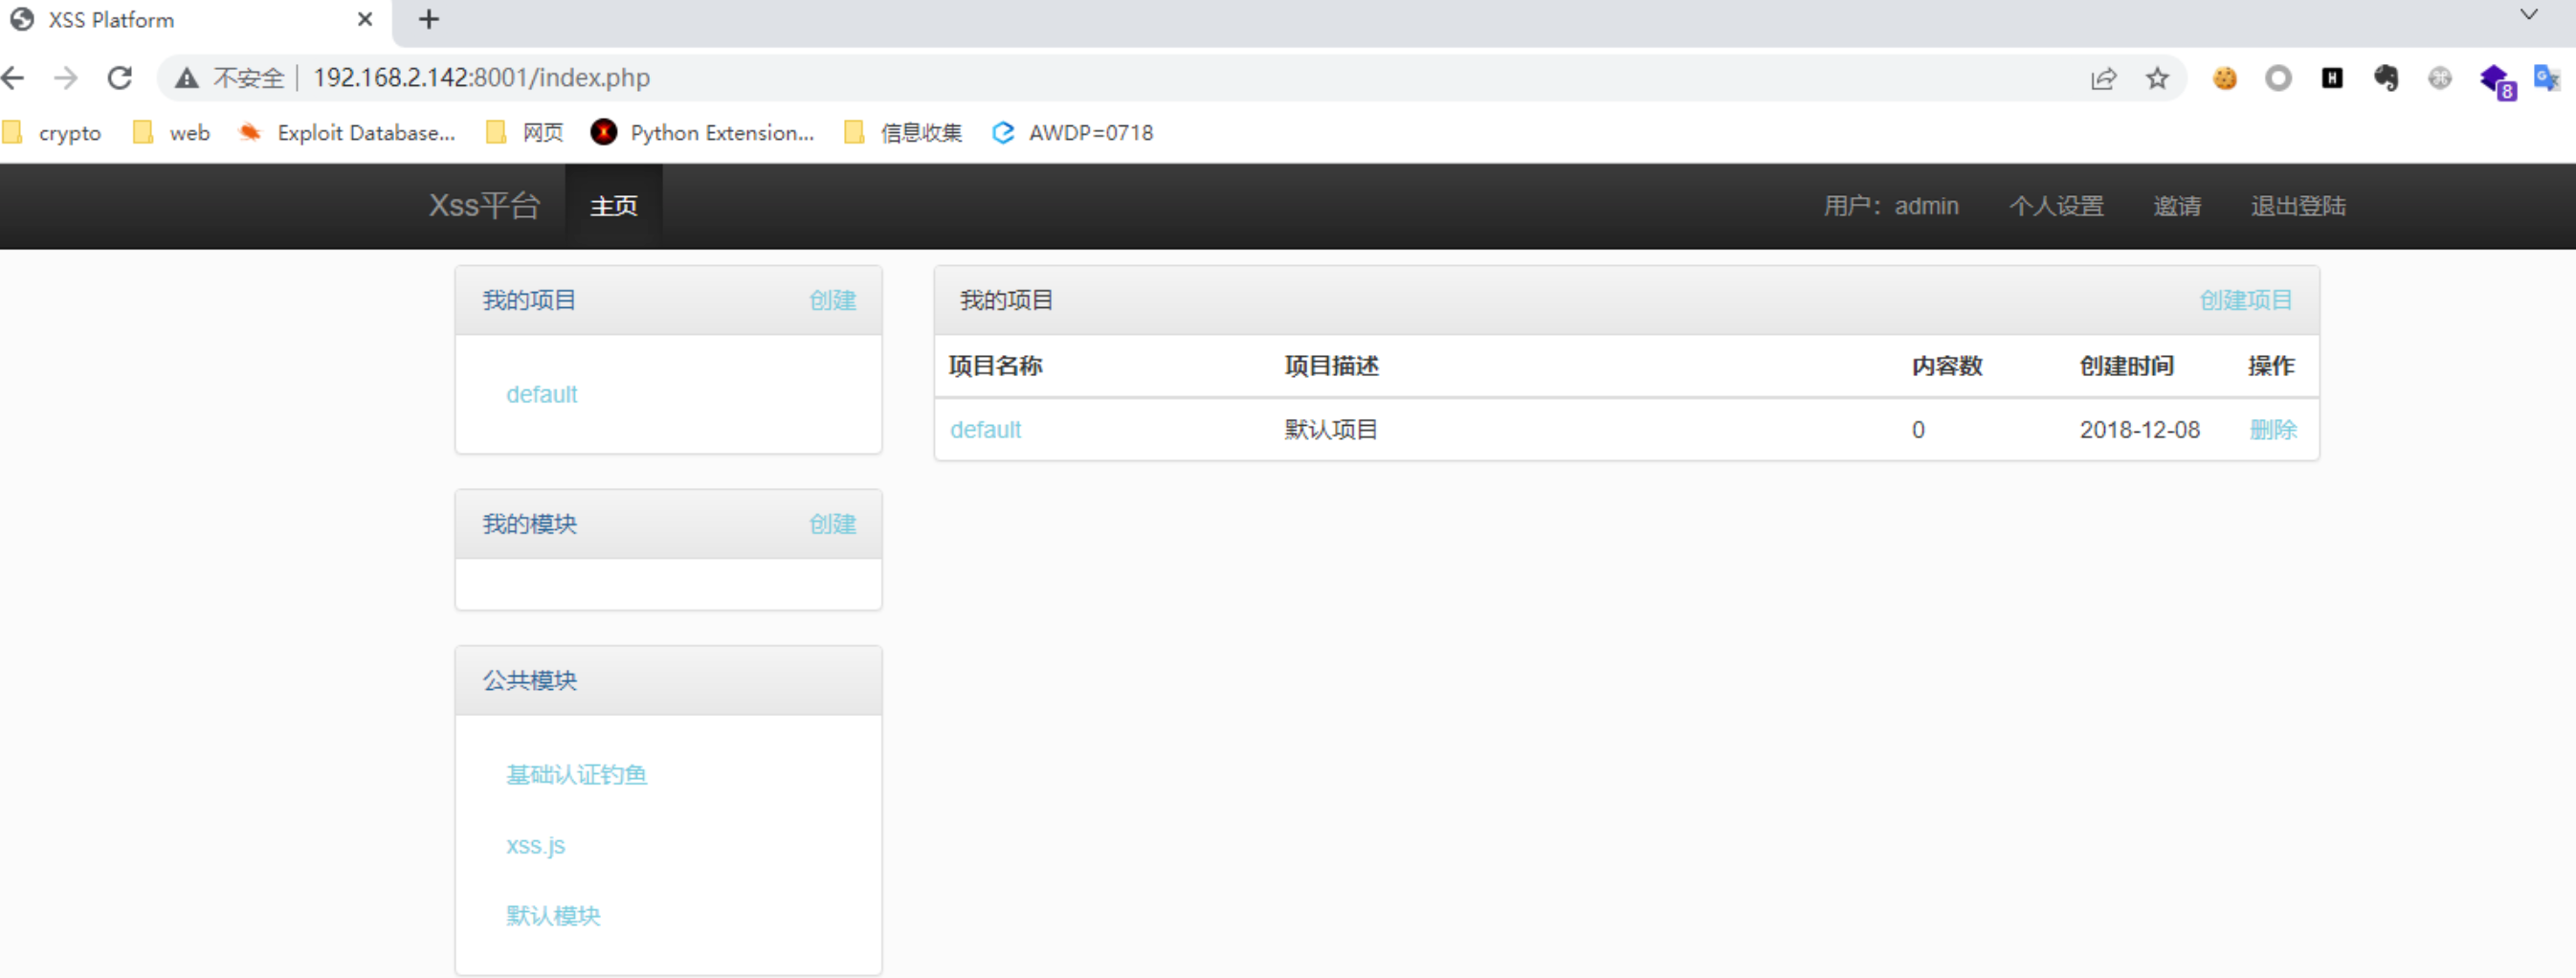 XSS Platform
不安全 192.168.2.142:8001/index.php
crypto web Exploit Database... 网页 Python Extension... 信息收集 AWDP=0718
Xss平台 主页 用户：admin 个人设置 邀请 退出登陆
我的项目 创建
default
我的模块 创建
公共模块
基础认证钓鱼
xss.js
默认模块
我的项目 创建项目
项目名称 项目描述 内容数 创建时间 操作
default 默认项目 0 2018-12-08 删除
8